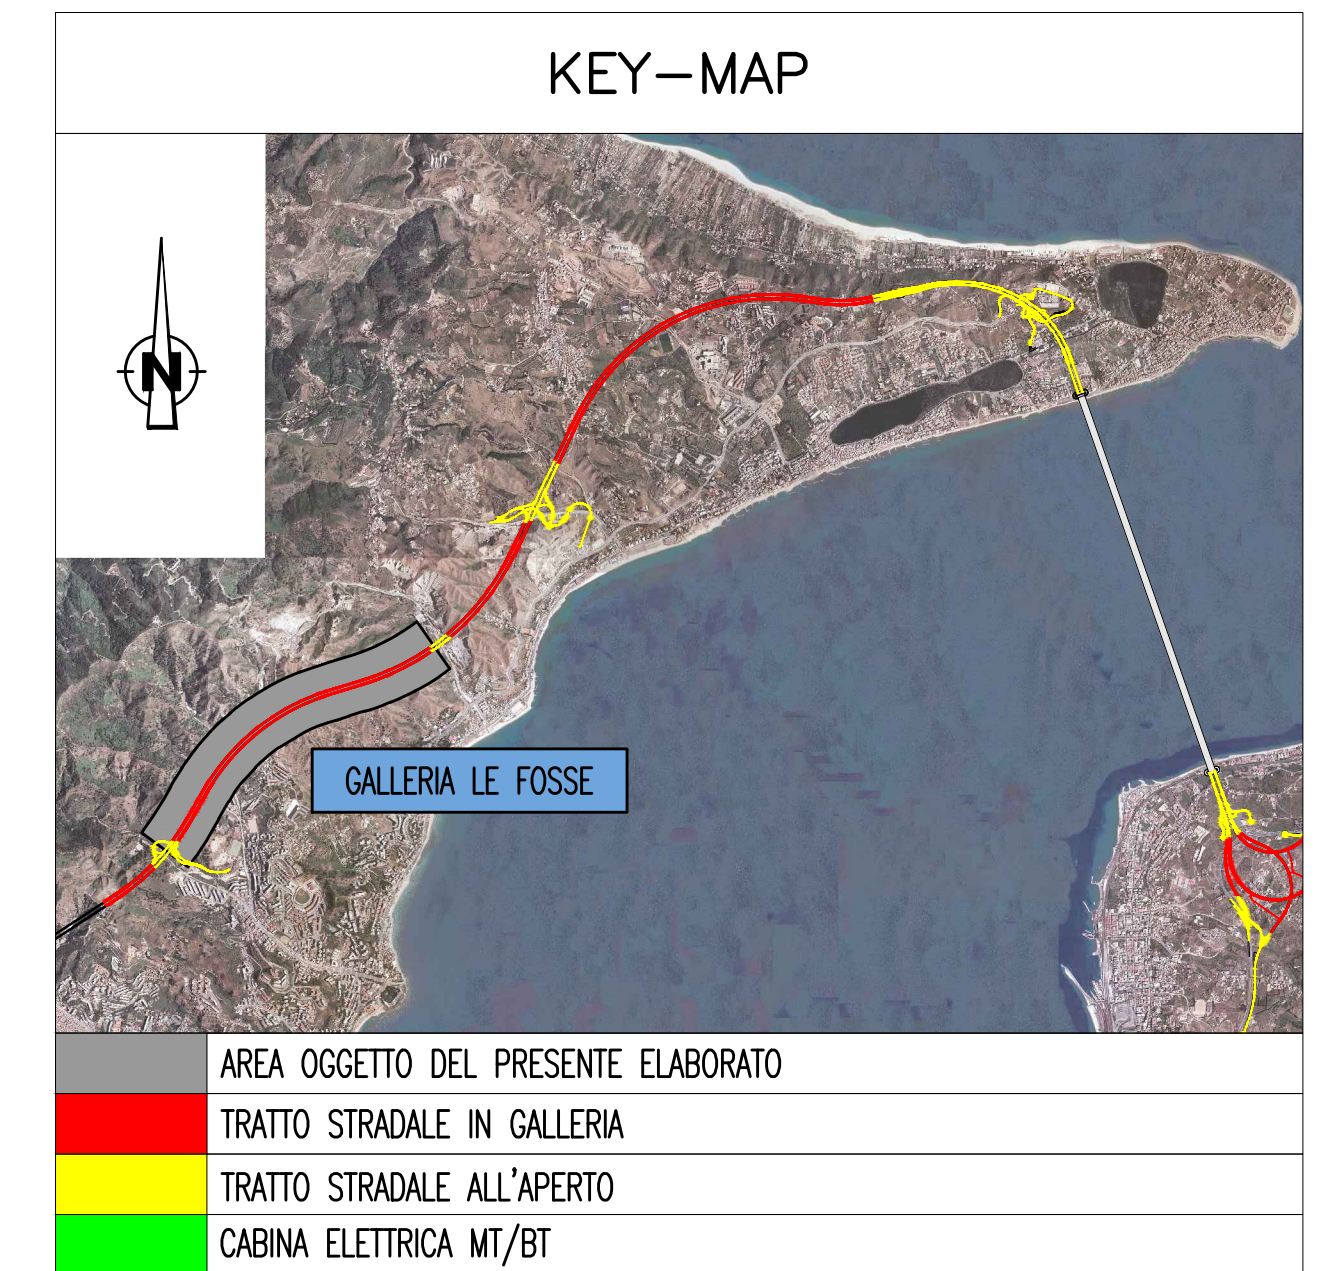 KEY-MAP
N
GALLERIA LE FOSSE
AREA OGGETTO DEL PRESENTE ELABORATO
TRATTO STRADALE IN GALLERIA
TRATTO STRADALE ALL'APERTO
CABINA ELETTRICA MT/BT